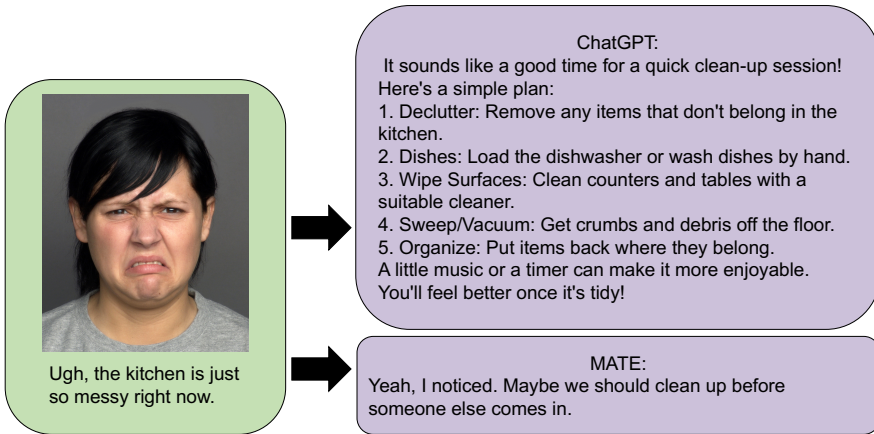 ChatGPT:
It sounds like a good time for a quick clean-up session!
Here's a simple plan:
1. Declutter: Remove any items that don't belong in the
kitchen.
2. Dishes: Load the dishwasher or wash dishes by hand.
3. Wipe Surfaces: Clean counters and tables with a
suitable cleaner.
4. Sweep/Vacuum: Get crumbs and debris off the floor.
5. Organize: Put items back where they belong.
A little music or a timer can make it more enjoyable.
You'll feel better once it's tidy!
Ugh, the kitchen is just
so messy right now.
MATE:
Yeah, I noticed. Maybe we should clean up before
someone else comes in.